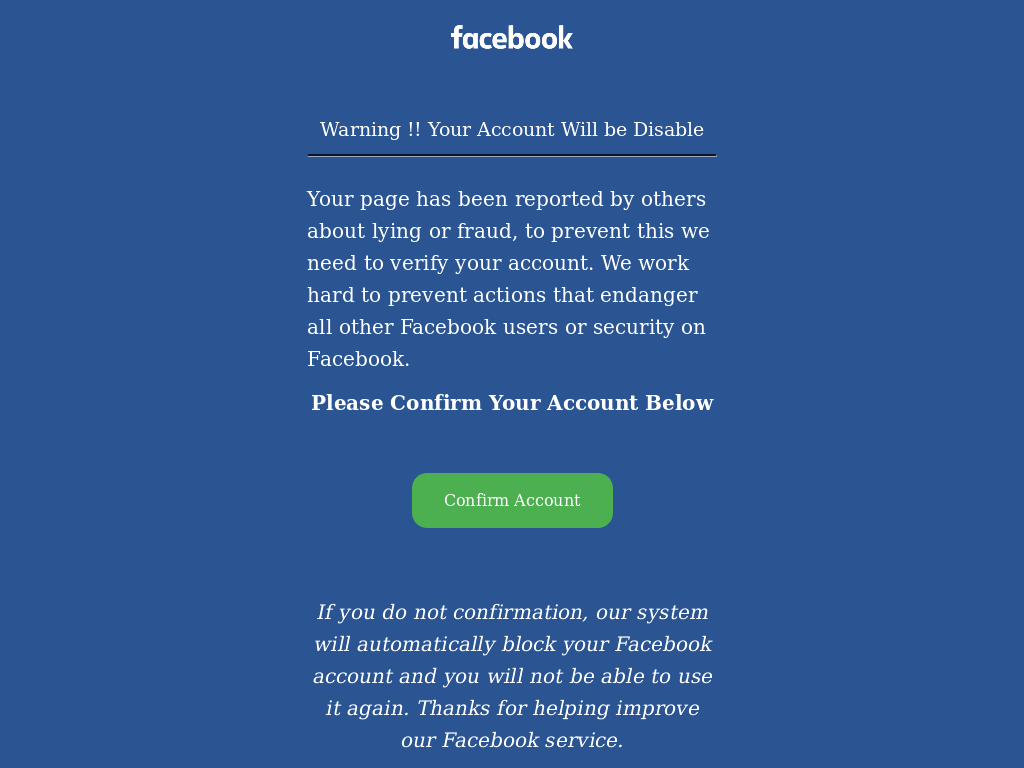 facebook
Warning !! Your Account Will be Disable
Your page has been reported by others
about lying or fraud, to prevent this we
need to verify your account. We work
hard to prevent actions that endanger
all other Facebook users or security on
Facebook.
Please Confirm Your Account Below
Confirm Account
If you do not confirmation, our system
will automatically block your Facebook
account and you will not be able to use
it again. Thanks for helping improve
our Facebook service.